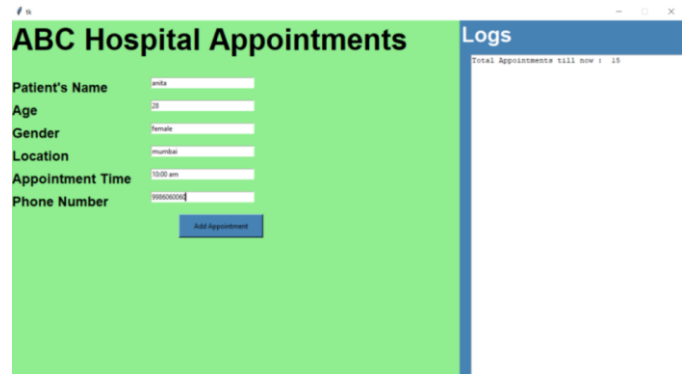 tk
ABC Hospital Appointments
Patient's Name
anita
Age
28
Gender
female
Location
mumbai
Appointment Time
10:00 am
Phone Number
9986060060
Add Appointment
Logs
Total Appointments till now : 15